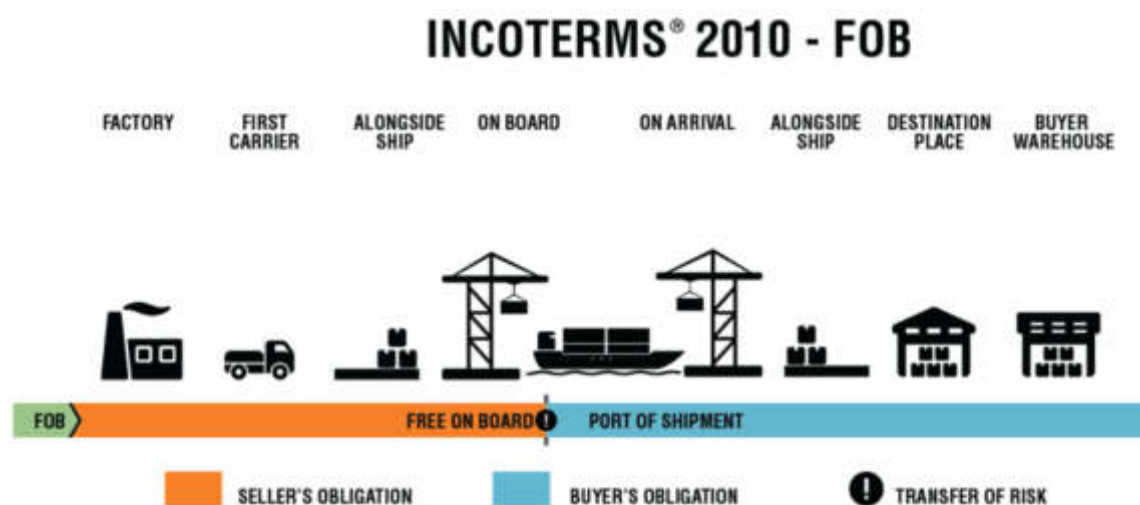 INCOTERMS® 2010 - FOB
FACTORY
FIRST
CARRIER
ALONGSIDE
SHIP
ON BOARD
ON ARRIVAL
ALONGSIDE
SHIP
DESTINATION
PLACE
BUYER
WAREHOUSE
FOB
FREE ON BOARD
PORT OF SHIPMENT
SELLER'S OBLIGATION
BUYER'S OBLIGATION
TRANSFER OF RISK